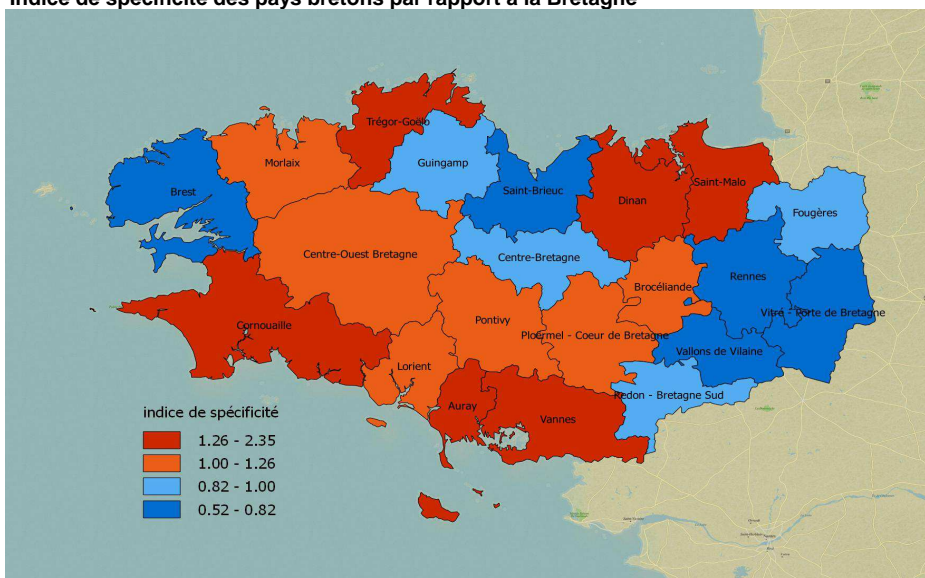 Indice de spécificité des pays bretons par rapport à la Bretagne
Trégor-Goëlo
Morlaix
Guingamp
Saint-Malo
Brest
Saint-Brieuc
Dinan
Fougères
Centre-Ouest Bretagne
Centre-Bretagne
Rennes
Brocéliande
Pontivy
Vitré - Porte de Bretagne
Cornouaille
Ploermel - Coeur de Bretagne
Vallons de Vilaine
Lorient
Redon - Bretagne Sud
Auray
Vannes
indice de spécificité
1.26 - 2.35
1.00 - 1.26
0.82 - 1.00
0.52 - 0.82